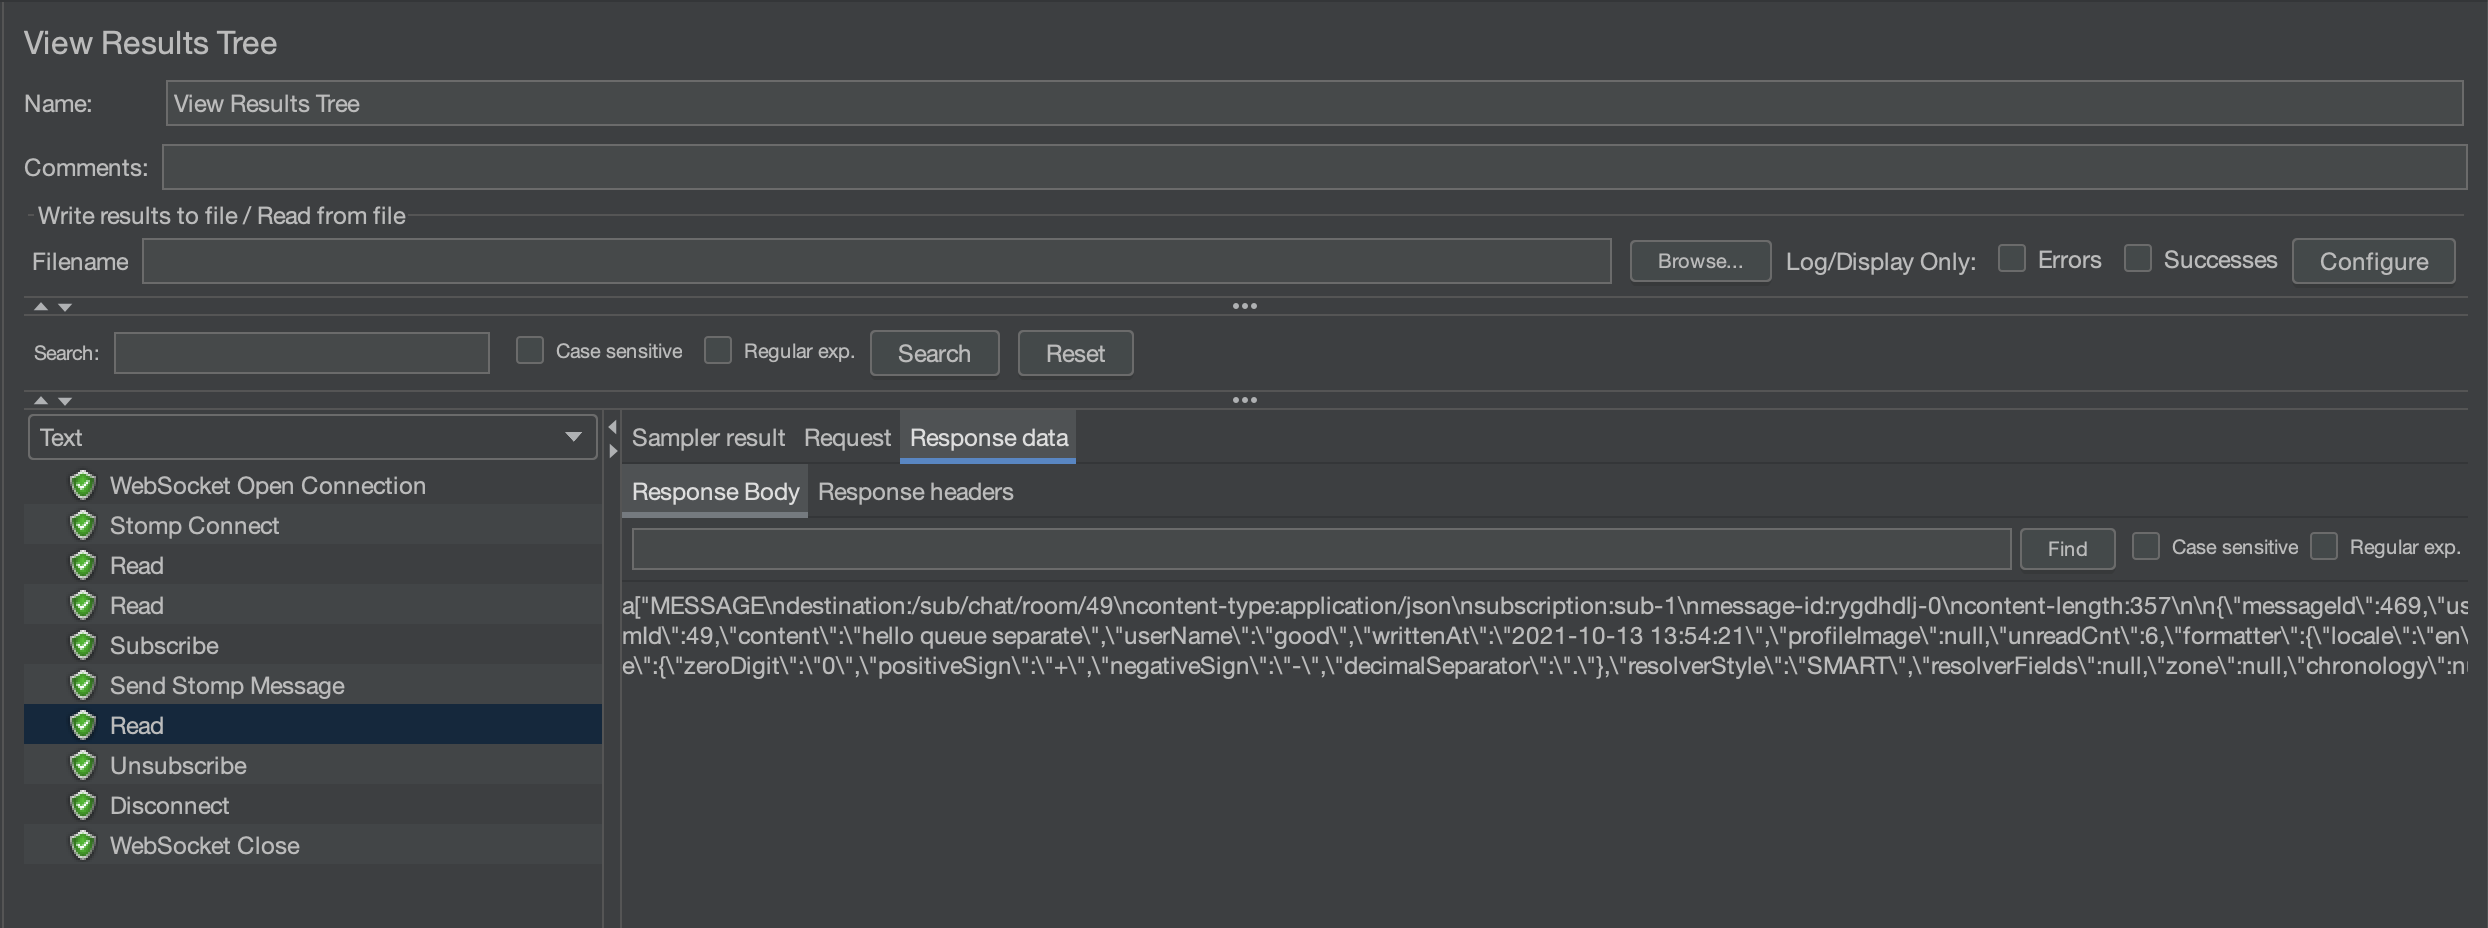 View Results Tree
Name: View Results Tree
Comments:
Write results to file / Read from file
Filename Browse... Log/Display Only: Errors Successes Configure
Search: Case sensitive Regular exp. Search Reset
Text
WebSocket Open Connection
Stomp Connect
Read
Read
Subscribe
Send Stomp Message
Read
Unsubscribe
Disconnect
WebSocket Close
Sampler result Request Response data
Response Body Response headers
Find Case sensitive Regular exp.
a["MESSAGE\ndestination:/sub/chat/room/49\ncontent-type:application/json\nsubscription:sub-1\nmessage-id:rygdhdlj-0\ncontent-length:357\n\n{\"messageId\":469,\"us
mId\":49,\"content\":\"hello queue separate\",\"userName\":\"good\",\"writtenAt\":\"2021-10-13 13:54:21\",\"profileImage\":null,\"unreadCnt\":6,\"formatter\":{\"locale\":\"en\
e\":{\"zeroDigit\":\"0\",\"positiveSign\":\"+\",\"negativeSign\":\"-\",\"decimalSeparator\":\".\"},\"resolverStyle\":\"SMART\",\"resolverFields\":null,\"zone\":null,\"chronology\":nu